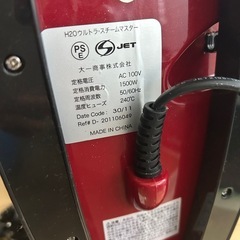 H2Oウルトラ・スチームマスター
PS
E
JET
大一商事株式会社
定格電圧 AC 100V
定格消費電力 1500W
定格周波数 50/60Hz
温度ヒューズ 240℃
Date Code : 30/11
Ref# D- 201106049
MADE IN CHINA